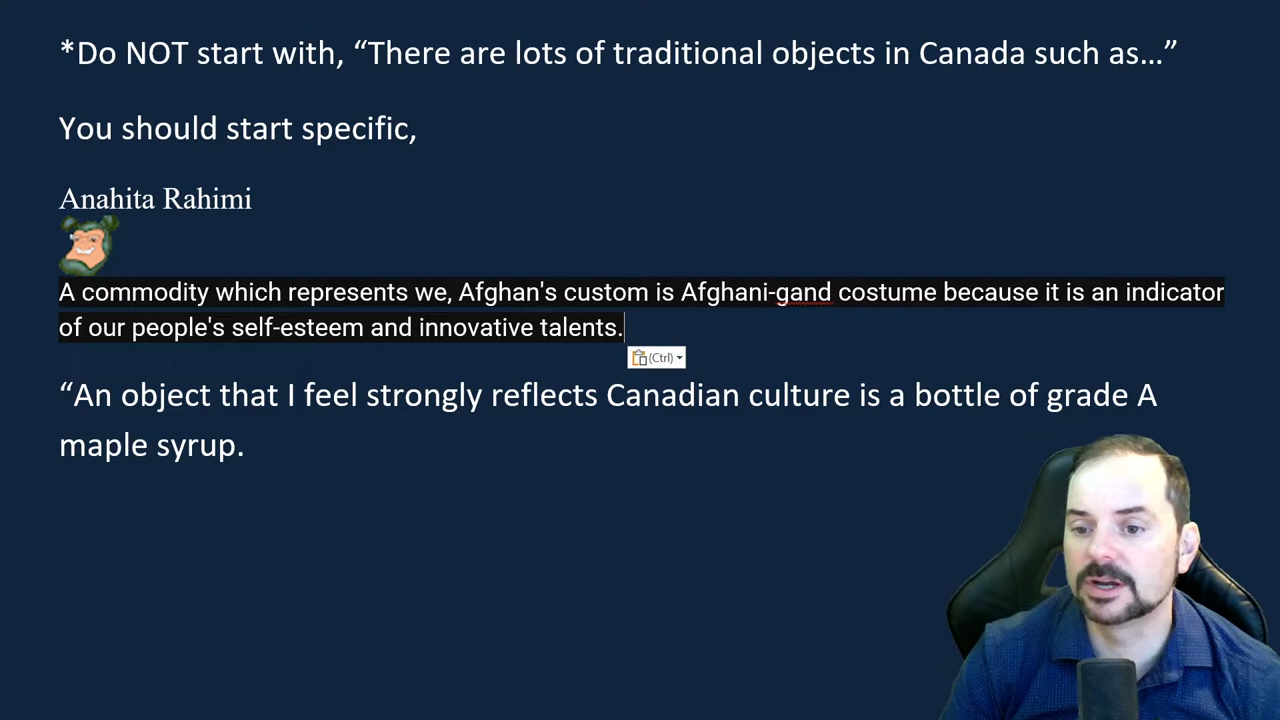 *Do NOT start with, “There are lots of traditional objects in Canada such as…”
You should start specific,
Anahita Rahimi
A commodity which represents we, Afghan's custom is Afghani-gand costume because it is an indicator
of our people's self-esteem and innovative talents.
(Ctrl)
“An object that I feel strongly reflects Canadian culture is a bottle of grade A
maple syrup.